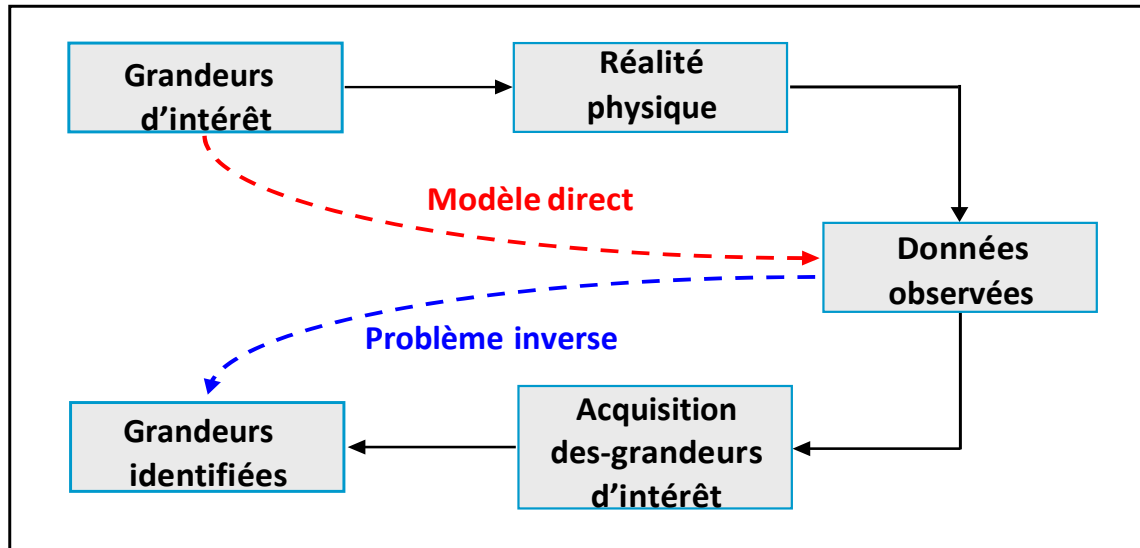 Grandeurs
d’intérêt
Réalité
physique
Modèle direct
Données
observées
Problème inverse
Grandeurs
identifiées
Acquisition
des-grandeurs
d’intérêt